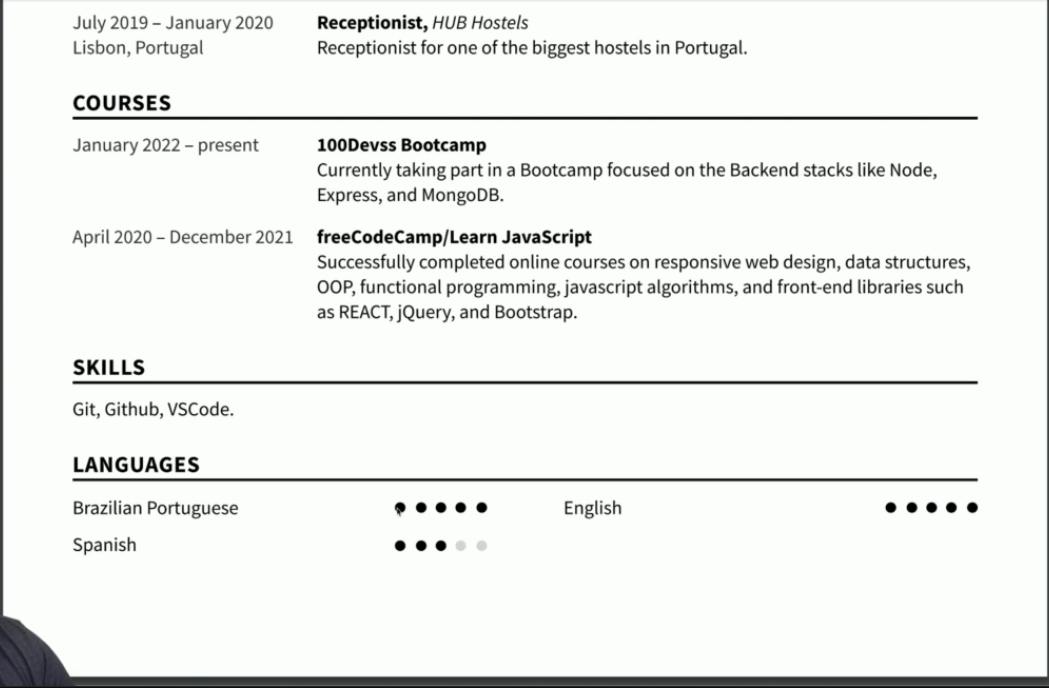 July 2019 – January 2020
Lisbon, Portugal
Receptionist, HUB Hostels
Receptionist for one of the biggest hostels in Portugal.
COURSES
January 2022 – present
100Devss Bootcamp
Currently taking part in a Bootcamp focused on the Backend stacks like Node,
Express, and MongoDB.
April 2020 – December 2021
freeCodeCamp/Learn JavaScript
Successfully completed online courses on responsive web design, data structures,
OOP, functional programming, javascript algorithms, and front-end libraries such
as REACT, jQuery, and Bootstrap.
SKILLS
Git, Github, VSCode.
LANGUAGES
Brazilian Portuguese
English
Spanish